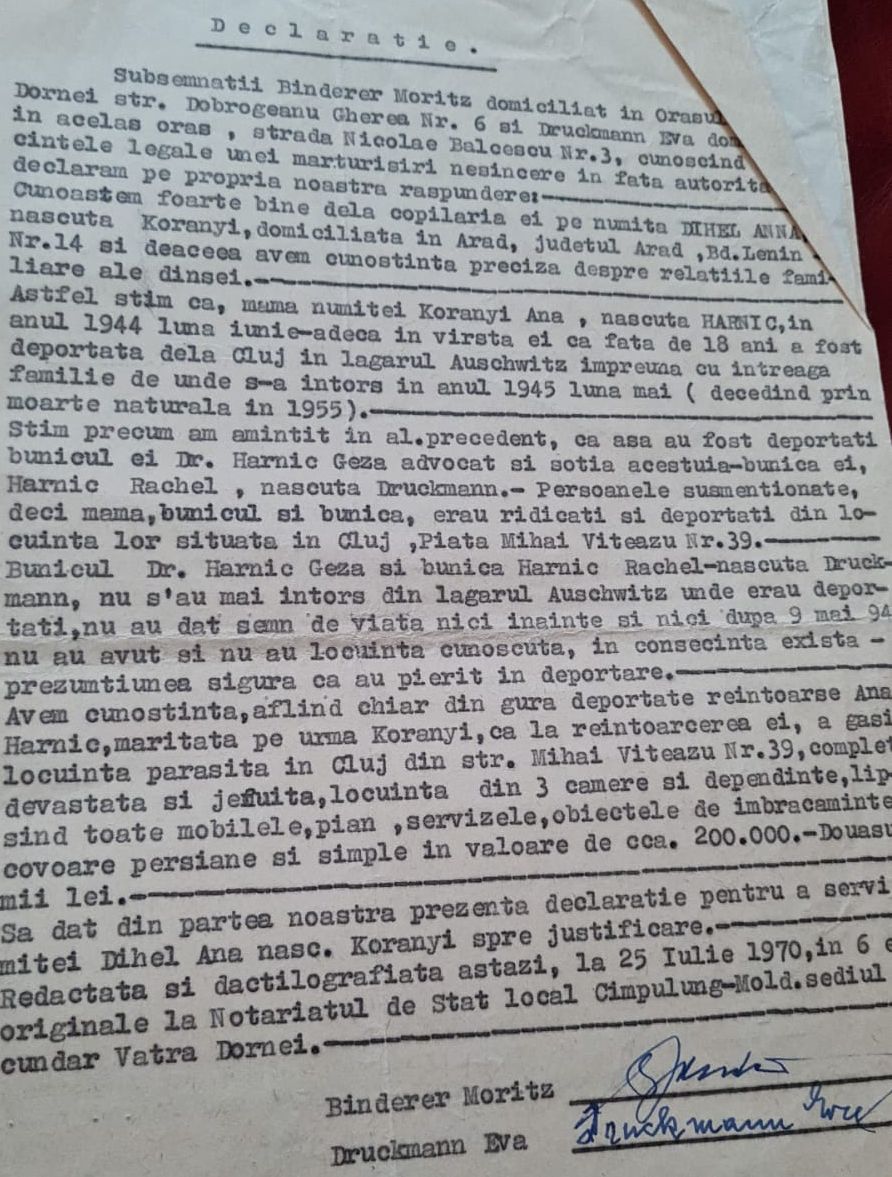 Declaratie.
Subsemnatii Binderer Moritz domiciliat in Orasul
Dornei str. Dobrogeanu Gherea Nr. 6 si Druckmann Eva dom
in acelas oras , strada Nicolae Balcescu Nr.3, cunoscind
cintele legale unei marturisiri nesincere in fata autorita
declaram pe propria noastra raspundere:-
Cunoastem foarte bine dela copilaria ei pe numita DIHEL ANNA,
nascuta Koranyi,domiciliata in Arad, judetul Arad ,Bd.Lenin
Nr.14 si deaceea avem cunostinta preciza despre relatiile fami-
liare ale dinsei.-
Astfel stim ca, mama numitei Koranyi Ana , nascuta HARNIC,in
anul 1944 luna iunie-adeca in virsta ei ca fata de 18 ani a fost
deportata dela Cluj in lagarul Auschwitz impreuna cu intreaga
familie de unde s-a intors in anul 1945 luna mai ( decedind prin
moarte naturala in 1955).-
Stim precum am amintit in al.precedent, ca asa au fost deportati
bunicul ei Dr. Harnic Geza advocat si sotia acestuia-bunica ei,
Harnic Rachel , nascuta Druckmann.- Persoanele susmentionate,
deci mama,bunicul si bunica, erau ridicati si deportati din lo-
cuinta lor situata in Cluj ,Piata Mihai Viteazu Nr.39.-
Bunicul Dr. Harnic Geza si bunica Harnic Rachel-nascuta Druck-
mann, nu s'au mai intors din lagarul Auschwitz unde erau depor-
tati,nu au dat semn de viata nici inainte si nici dupa 9 mai 94
nu au avut si nu au locuinta cunoscuta, in consecinta exista -
prezumtiunea sigura ca au pierit in deportare.-
Avem cunostinta,aflind chiar din gura deportate reintoarse Ana
Harnic,maritata pe urma Koranyi,ca la reintoarcerea ei, a gasi
locuinta parasita in Cluj din str. Mihai Viteazu Nr.39,complet
devastata si jefuita,locuinta din 3 camere si dependinte,lip-
sind toate mobilele,pian ,servizele,obiectele de imbracaminte
covoare persiane si simple in valoare de cca. 200.000.-Douasu
mii lei.-
Sa dat din partea noastra prezenta declaratie pentru a servi
mitei Dihel Ana nasc. Koranyi spre justificare.-
Redactata si dactilografiata astazi, la 25 Iulie 1970,in 6 e
originale la Notariatul de Stat local Cimpulung-Mold.sediul
cundar Vatra Dornei.-
Binderer Moritz
Druckmann Eva Druckmann Eva